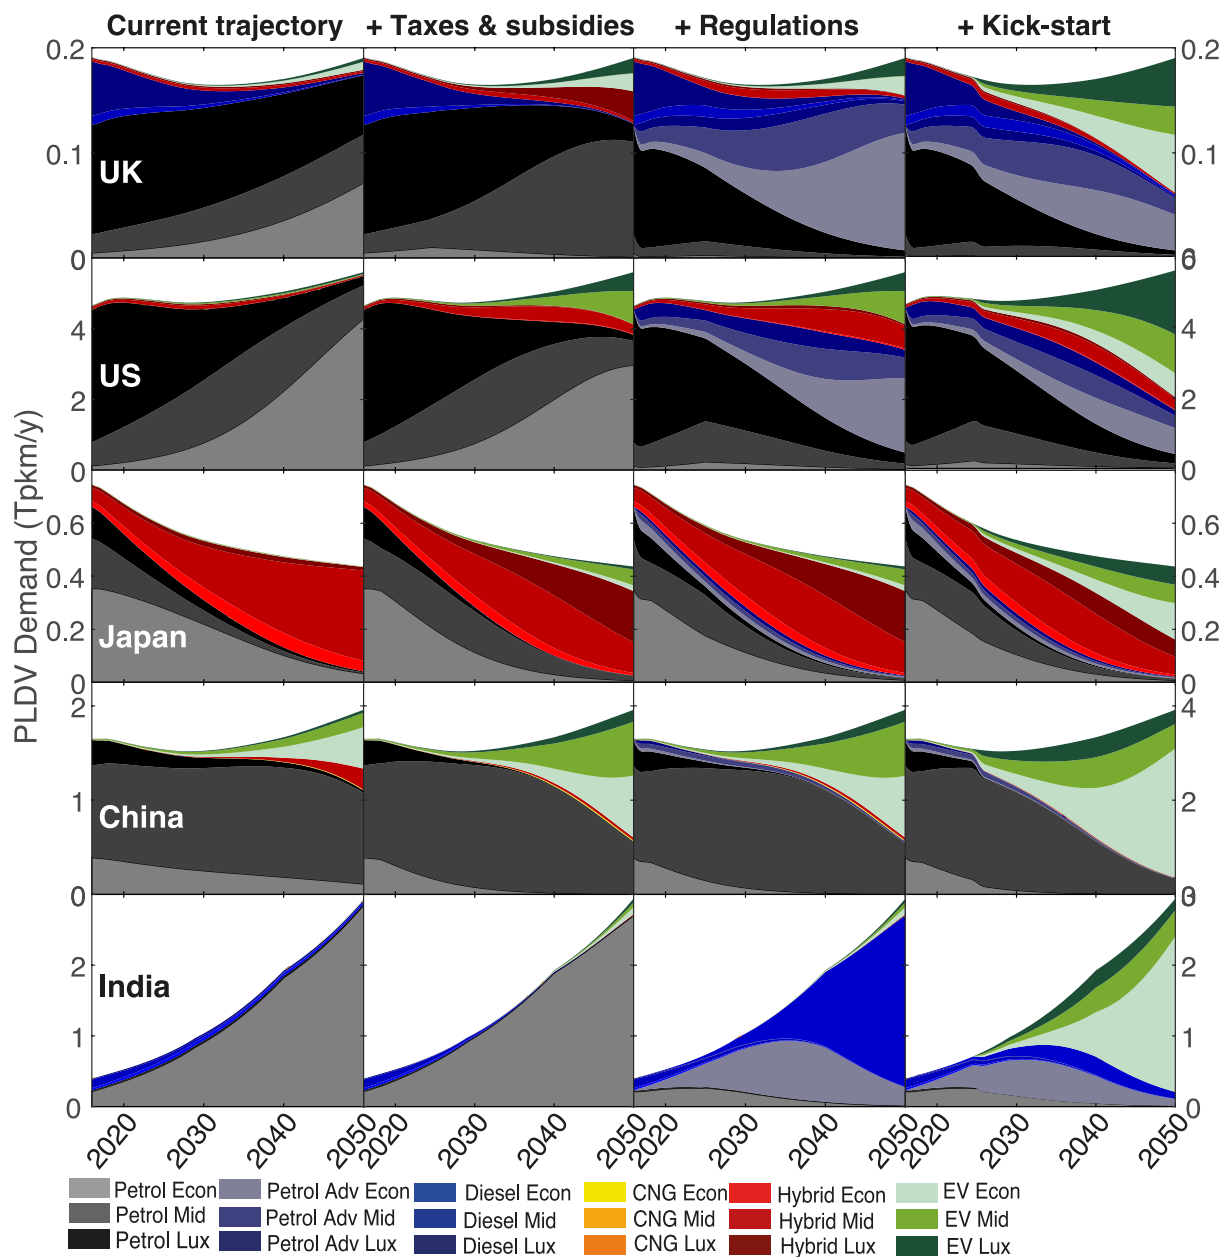 Current trajectory + Taxes & subsidies + Regulations + Kick-start
PLDV Demand (Tpkm/y)
0.2 0.2
0.1 0.1
UK
0 0
6
4 4
US
2 2
0 0
0.6 0.6
0.4 0.4
Japan
0.2 0.2
0 0
2 4
1 2
China
0 0
3
2 2
India
1 1
0 0
2020 2030 2040 2050 2020 2030 2040 2050 2020 2030 2040 2050 2020 2030 2040 2050
Petrol Econ Petrol Adv Econ Diesel Econ CNG Econ Hybrid Econ EV Econ
Petrol Mid Petrol Adv Mid Diesel Mid CNG Mid Hybrid Mid EV Mid
Petrol Lux Petrol Adv Lux Diesel Lux CNG Lux Hybrid Lux EV Lux